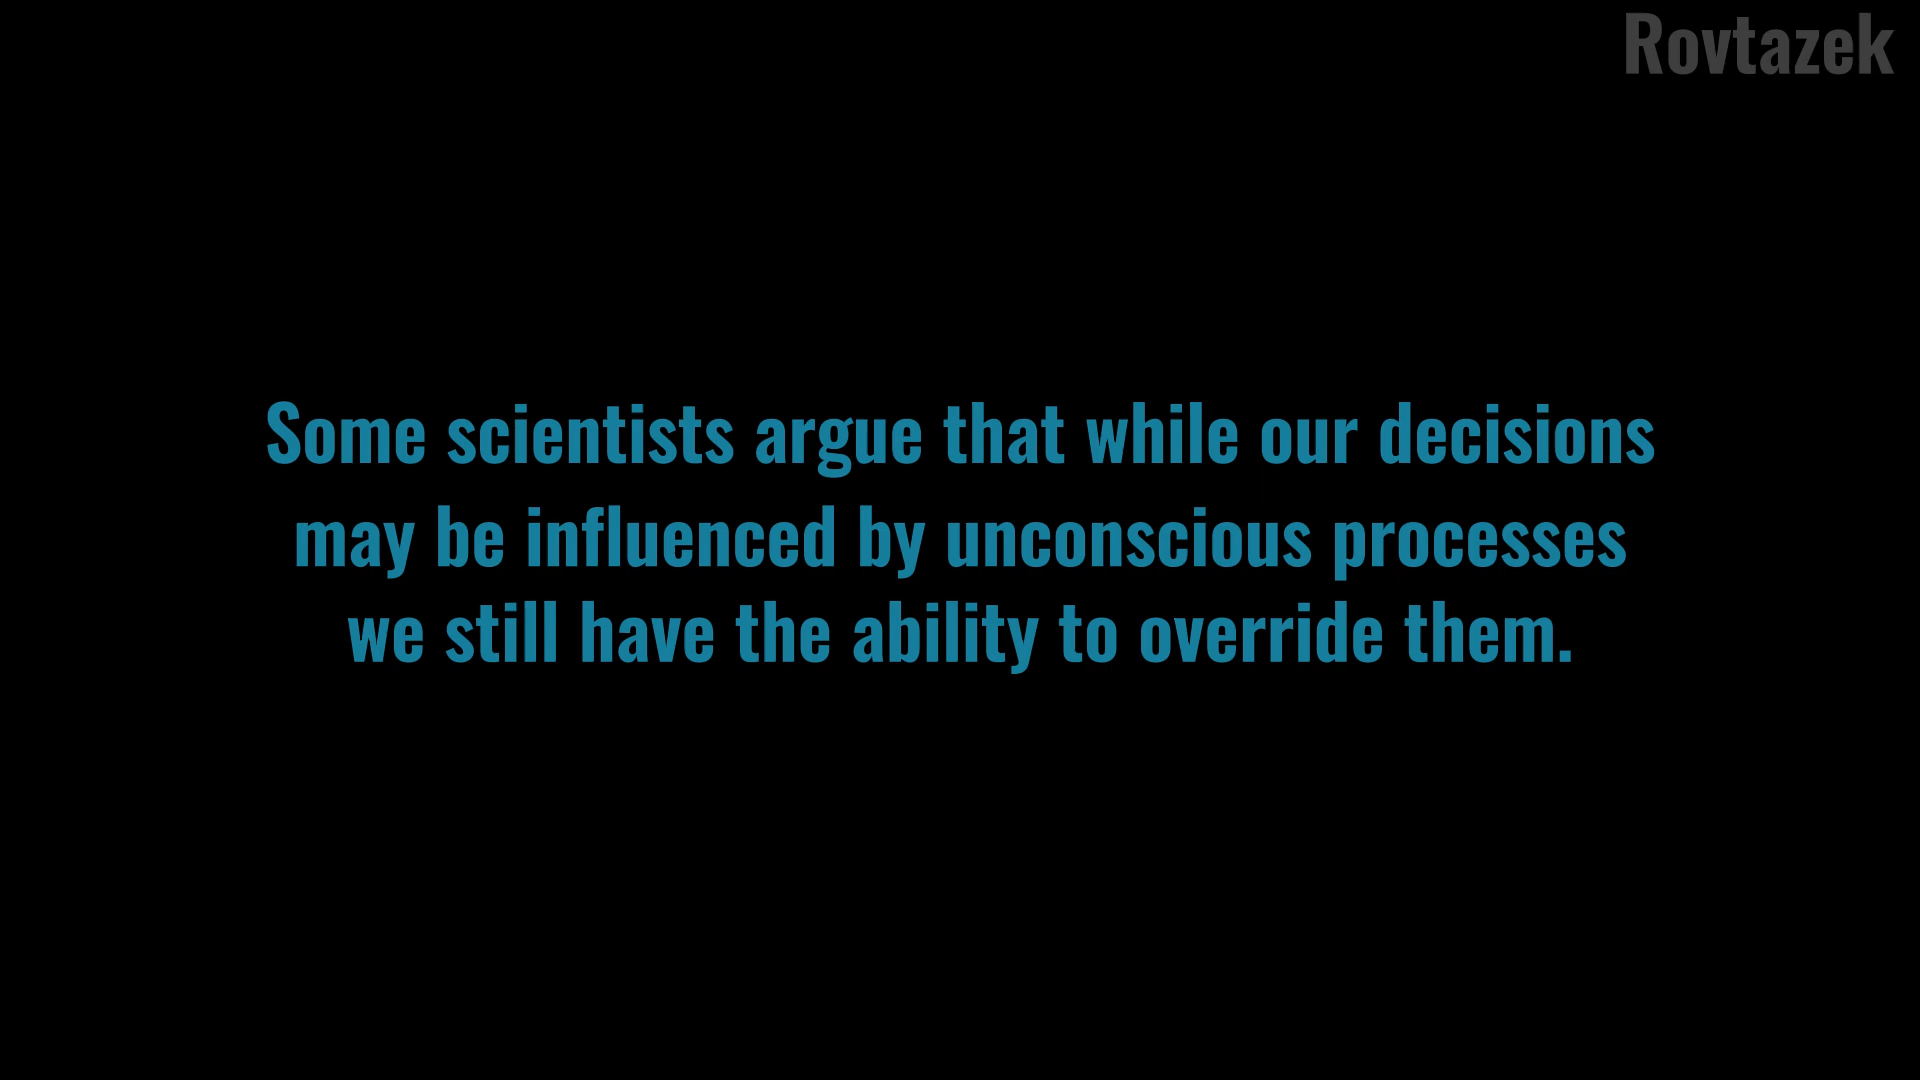 Rovtazek
Some scientists argue that while our decisions
may be influenced by unconscious processes
we still have the ability to override them.